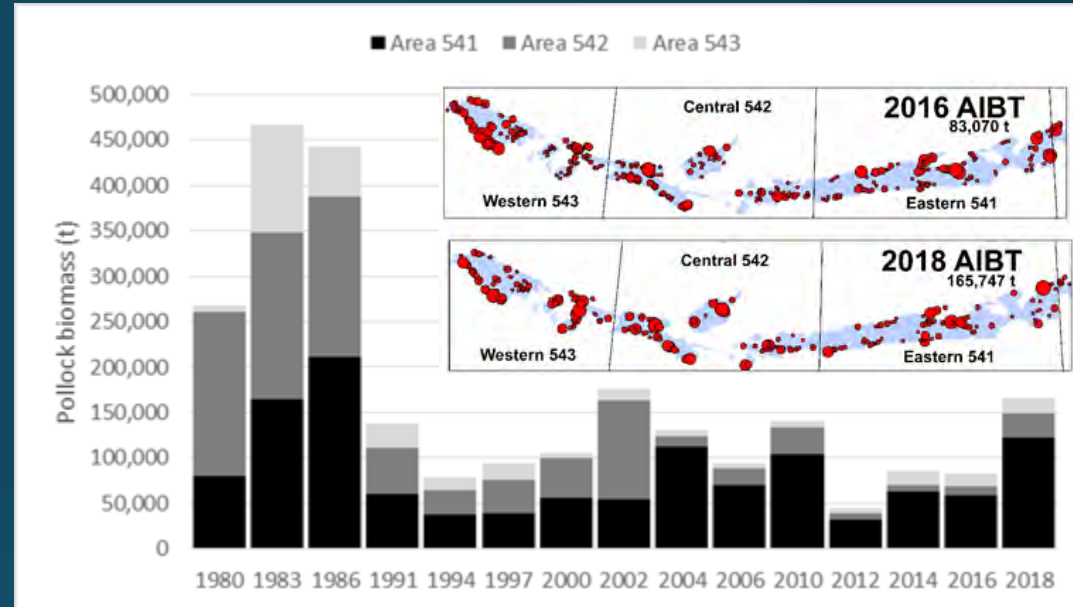 Area 541 Area 542 Area 543
Pollock biomass (t)
500,000
450,000
400,000
350,000
300,000
250,000
200,000
150,000
100,000
50,000
0
Central 542
2016 AIBT
83,070 t
Western 543
Eastern 541
Central 542
2018 AIBT
165,747 t
Western 543
Eastern 541
1980 1983 1986 1991 1994 1997 2000 2002 2004 2006 2010 2012 2014 2016 2018